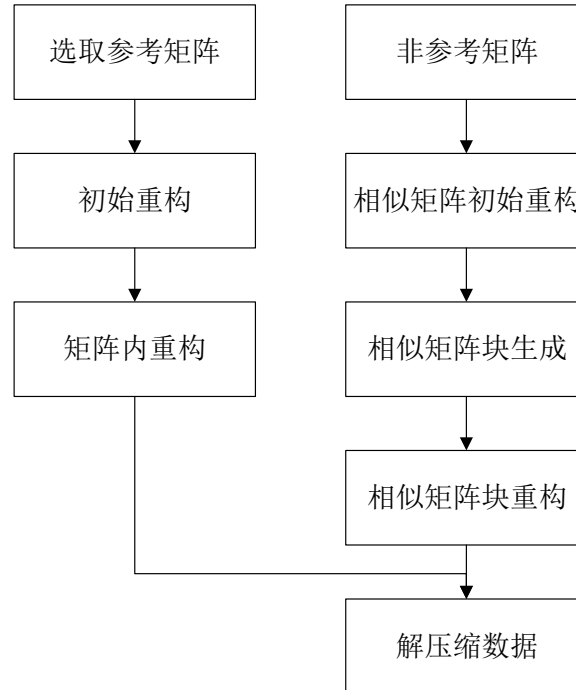 选取参考矩阵
非参考矩阵
初始重构
相似矩阵初始重构
矩阵内重构
相似矩阵块生成
相似矩阵块重构
解压缩数据